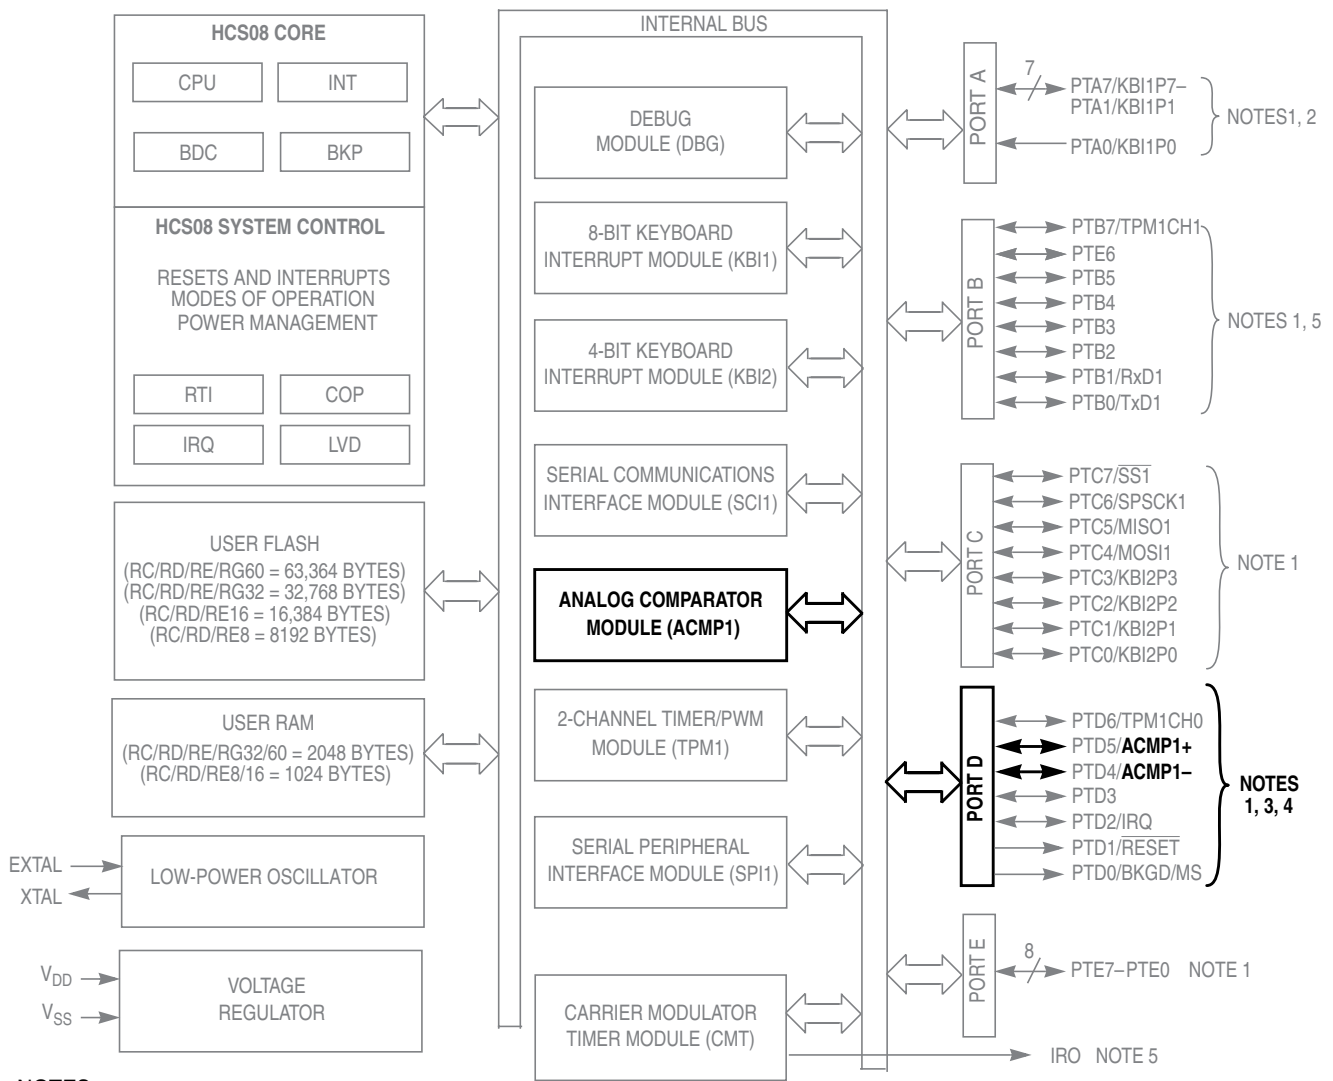 HCS08 CORE
CPU
INT
BDC
BKP
HCS08 SYSTEM CONTROL
RESETS AND INTERRUPTS
MODES OF OPERATION
POWER MANAGEMENT
RTI
COP
IRQ
LVD
USER FLASH
(RC/RD/RE/RG60 = 63,364 BYTES)
(RC/RD/RE/RG32 = 32,768 BYTES)
(RC/RD/RE16 = 16,384 BYTES)
(RC/RD/RE8 = 8192 BYTES)
USER RAM
(RC/RD/RE/RG32/60 = 2048 BYTES)
(RC/RD/RE8/16 = 1024 BYTES)
EXTAL
XTAL
LOW-POWER OSCILLATOR
VDD
VSS
VOLTAGE
REGULATOR
INTERNAL BUS
DEBUG
MODULE (DBG)
8-BIT KEYBOARD
INTERRUPT MODULE (KBI1)
4-BIT KEYBOARD
INTERRUPT MODULE (KBI2)
SERIAL COMMUNICATIONS
INTERFACE MODULE (SCI1)
ANALOG COMPARATOR
MODULE (ACMP1)
2-CHANNEL TIMER/PWM
MODULE (TPM1)
SERIAL PERIPHERAL
INTERFACE MODULE (SPI1)
CARRIER MODULATOR
TIMER MODULE (CMT)
PORT A
7
PTA7/KBI1P7–
PTA1/KBI1P1
PTA0/KBI1P0
NOTES1, 2
PORT B
PTB7/TPM1CH1
PTE6
PTB5
PTB4
PTB3
PTB2
PTB1/RxD1
PTB0/TxD1
NOTES 1, 5
PORT C
PTC7/SS1
PTC6/SPSCK1
PTC5/MISO1
PTC4/MOSI1
PTC3/KBI2P3
PTC2/KBI2P2
PTC1/KBI2P1
PTC0/KBI2P0
NOTE 1
PORT D
PTD6/TPM1CH0
PTD5/ACMP1+
PTD4/ACMP1–
PTD3
PTD2/IRQ
PTD1/RESET
PTD0/BKGD/MS
NOTES
1, 3, 4
PORT E
8
PTE7–PTE0 NOTE 1
IRO NOTE 5